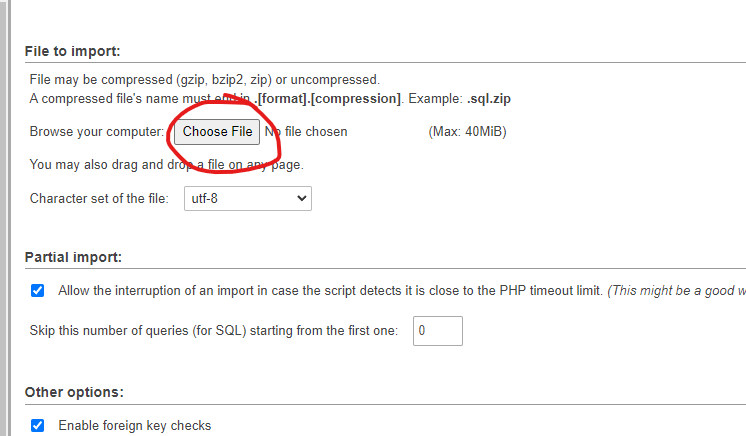 File to import:
File may be compressed (gzip, bzip2, zip) or uncompressed.
A compressed file's name must end in .[format].[compression]. Example: .sql.zip
Browse your computer: Choose File No file chosen (Max: 40MiB)
You may also drag and drop a file on any page.
Character set of the file: utf-8
Partial import:
Allow the interruption of an import in case the script detects it is close to the PHP timeout limit. (This might be a good w
Skip this number of queries (for SQL) starting from the first one: 0
Other options:
Enable foreign key checks